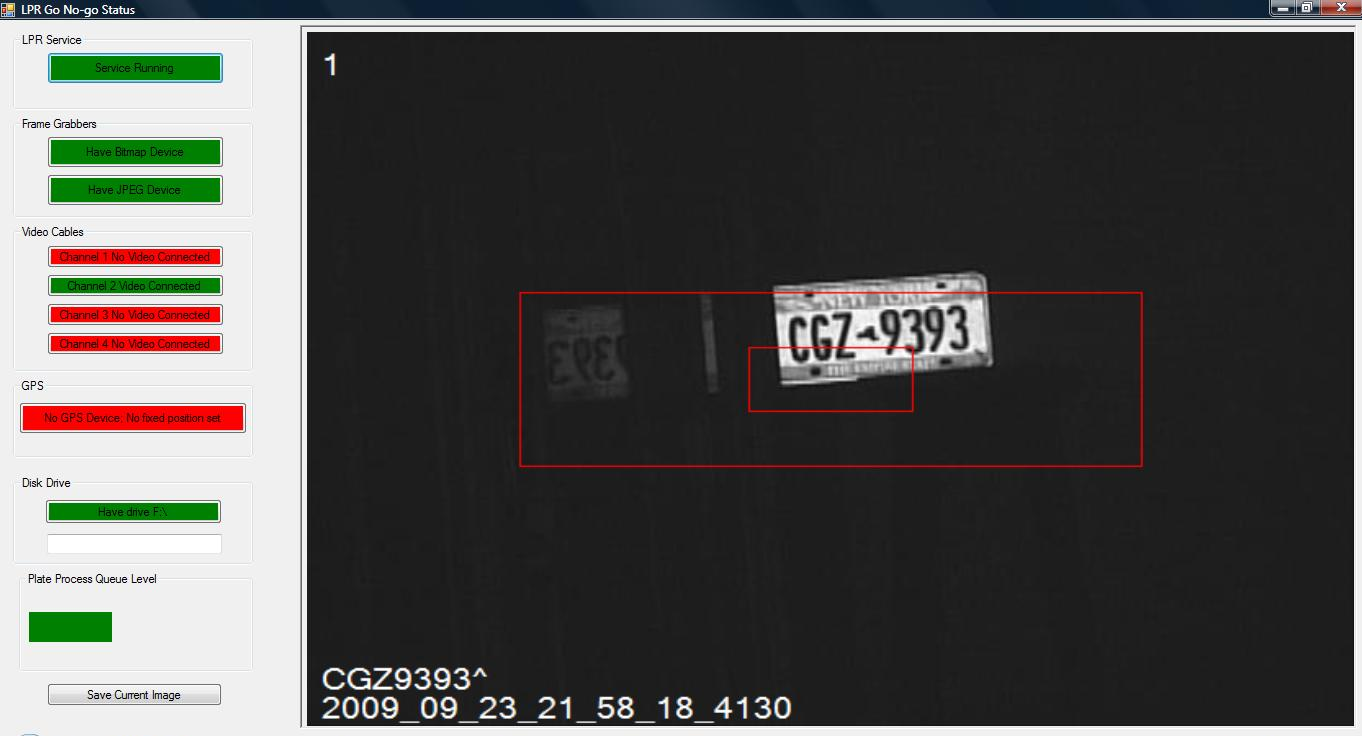 LPR Go No-go Status
LPR Service
Service Running
Frame Grabbers
Have Bitmap Device
Have JPEG Device
Video Cables
Channel 1 No Video Connected
Channel 2 Video Connected
Channel 3 No Video Connected
Channel 4 No Video Connected
GPS
No GPS Device. No fixed position set
Disk Drive
Have drive F:\
Plate Process Queue Level
Save Current Image
1
NEW YORK
CGZ 9393
THE EMPIRE STATE
CGZ9393^
2009_09_23_21_58_18_4130